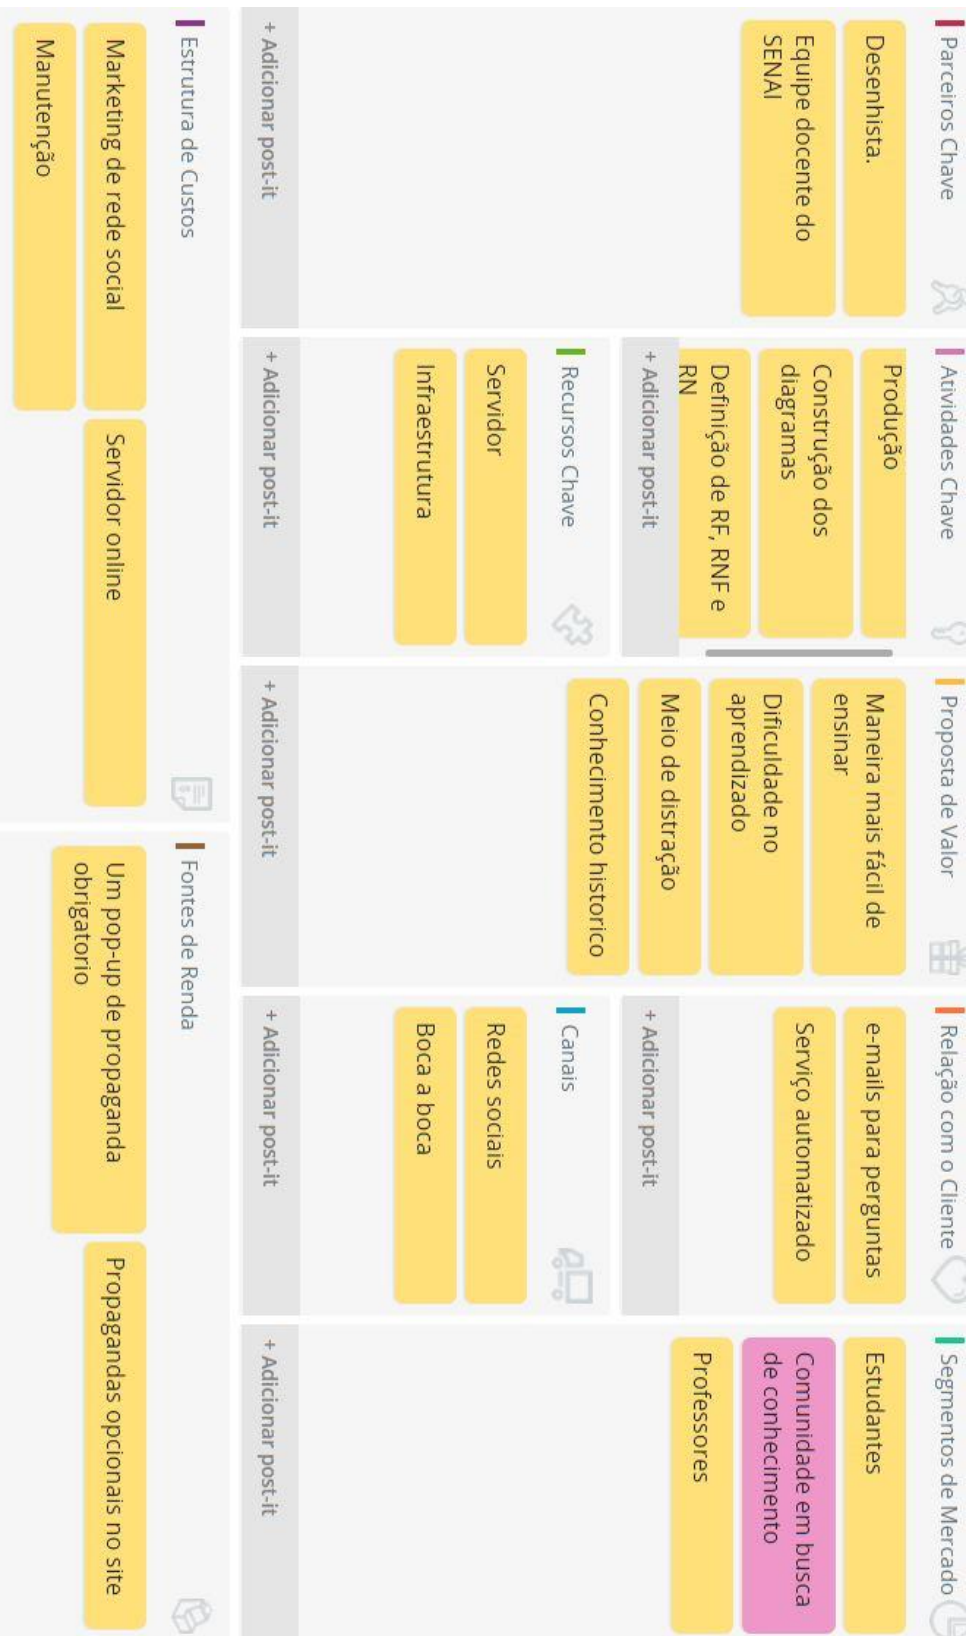 Parceiros Chave
Desenhista.
Equipe docente do
SENAI
+ Adicionar post-it
Atividades Chave
Produção
Construção dos
diagramas
Definição de RF, RNF e
RN
+ Adicionar post-it
Recursos Chave
Servidor
Infraestrutura
+ Adicionar post-it
Proposta de Valor
Maneira mais fácil de
ensinar
Dificuldade no
aprendizado
Meio de distração
Conhecimento historico
+ Adicionar post-it
Relação com o Cliente
e-mails para perguntas
Serviço automatizado
+ Adicionar post-it
Canais
Redes sociais
Boca a boca
+ Adicionar post-it
Segmentos de Mercado
Estudantes
Comunidade em busca
de conhecimento
Professores
+ Adicionar post-it
Estrutura de Custos
Marketing de rede social
Servidor online
Manutenção
Fontes de Renda
Um pop-up de propaganda
obrigatorio
Propagandas opcionais no site